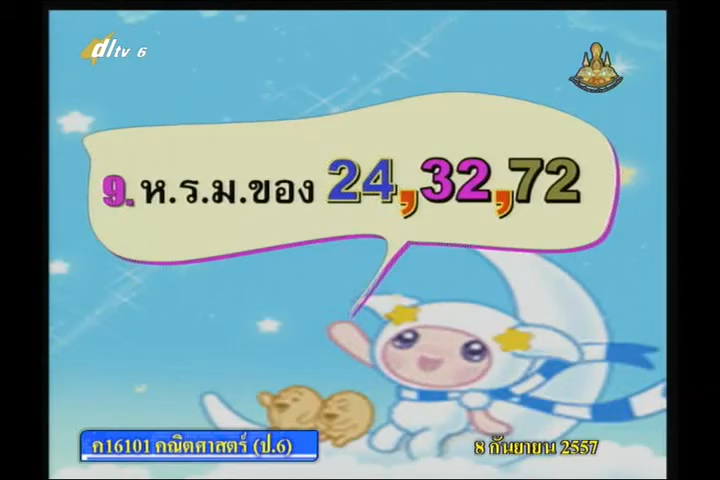 dltv 6
9. ห.ร.ม.ของ 24,32,72
ค16101 คณิตศาสตร์ (ป.6)
8 กันยายน 2557